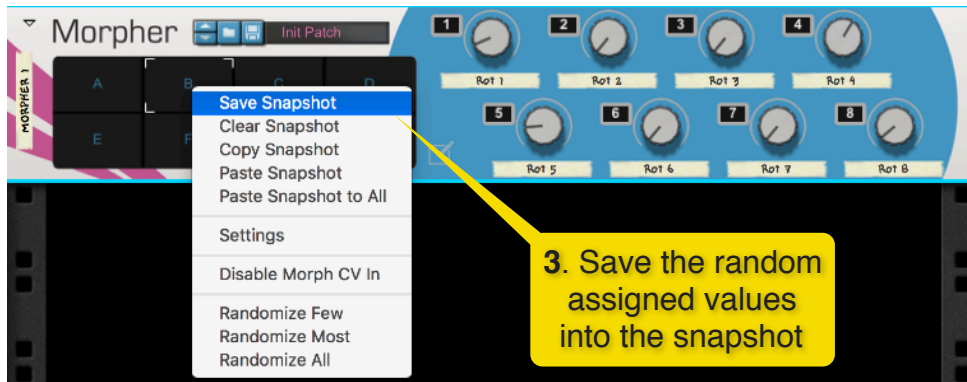 Morpher
Init Patch
MORPHER 1
A
B
C
D
E
F
1
2
3
4
Rot 1
Rot 2
Rot 3
Rot 4
5
6
7
8
Rot 5
Rot 6
Rot 7
Rot 8
Save Snapshot
Clear Snapshot
Copy Snapshot
Paste Snapshot
Paste Snapshot to All
Settings
Disable Morph CV In
Randomize Few
Randomize Most
Randomize All
3. Save the random
assigned values
into the snapshot